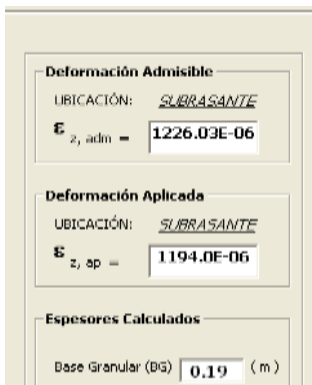 Deformación Admisible
UBICACIÓN: SUBRASANTE
ε z, adm = 1226.03E-06
Deformación Aplicada
UBICACIÓN: SUBRASANTE
ε z, ap = 1194.0E-06
Espesores Calculados
Base Granular (BG) 0.19 (m)